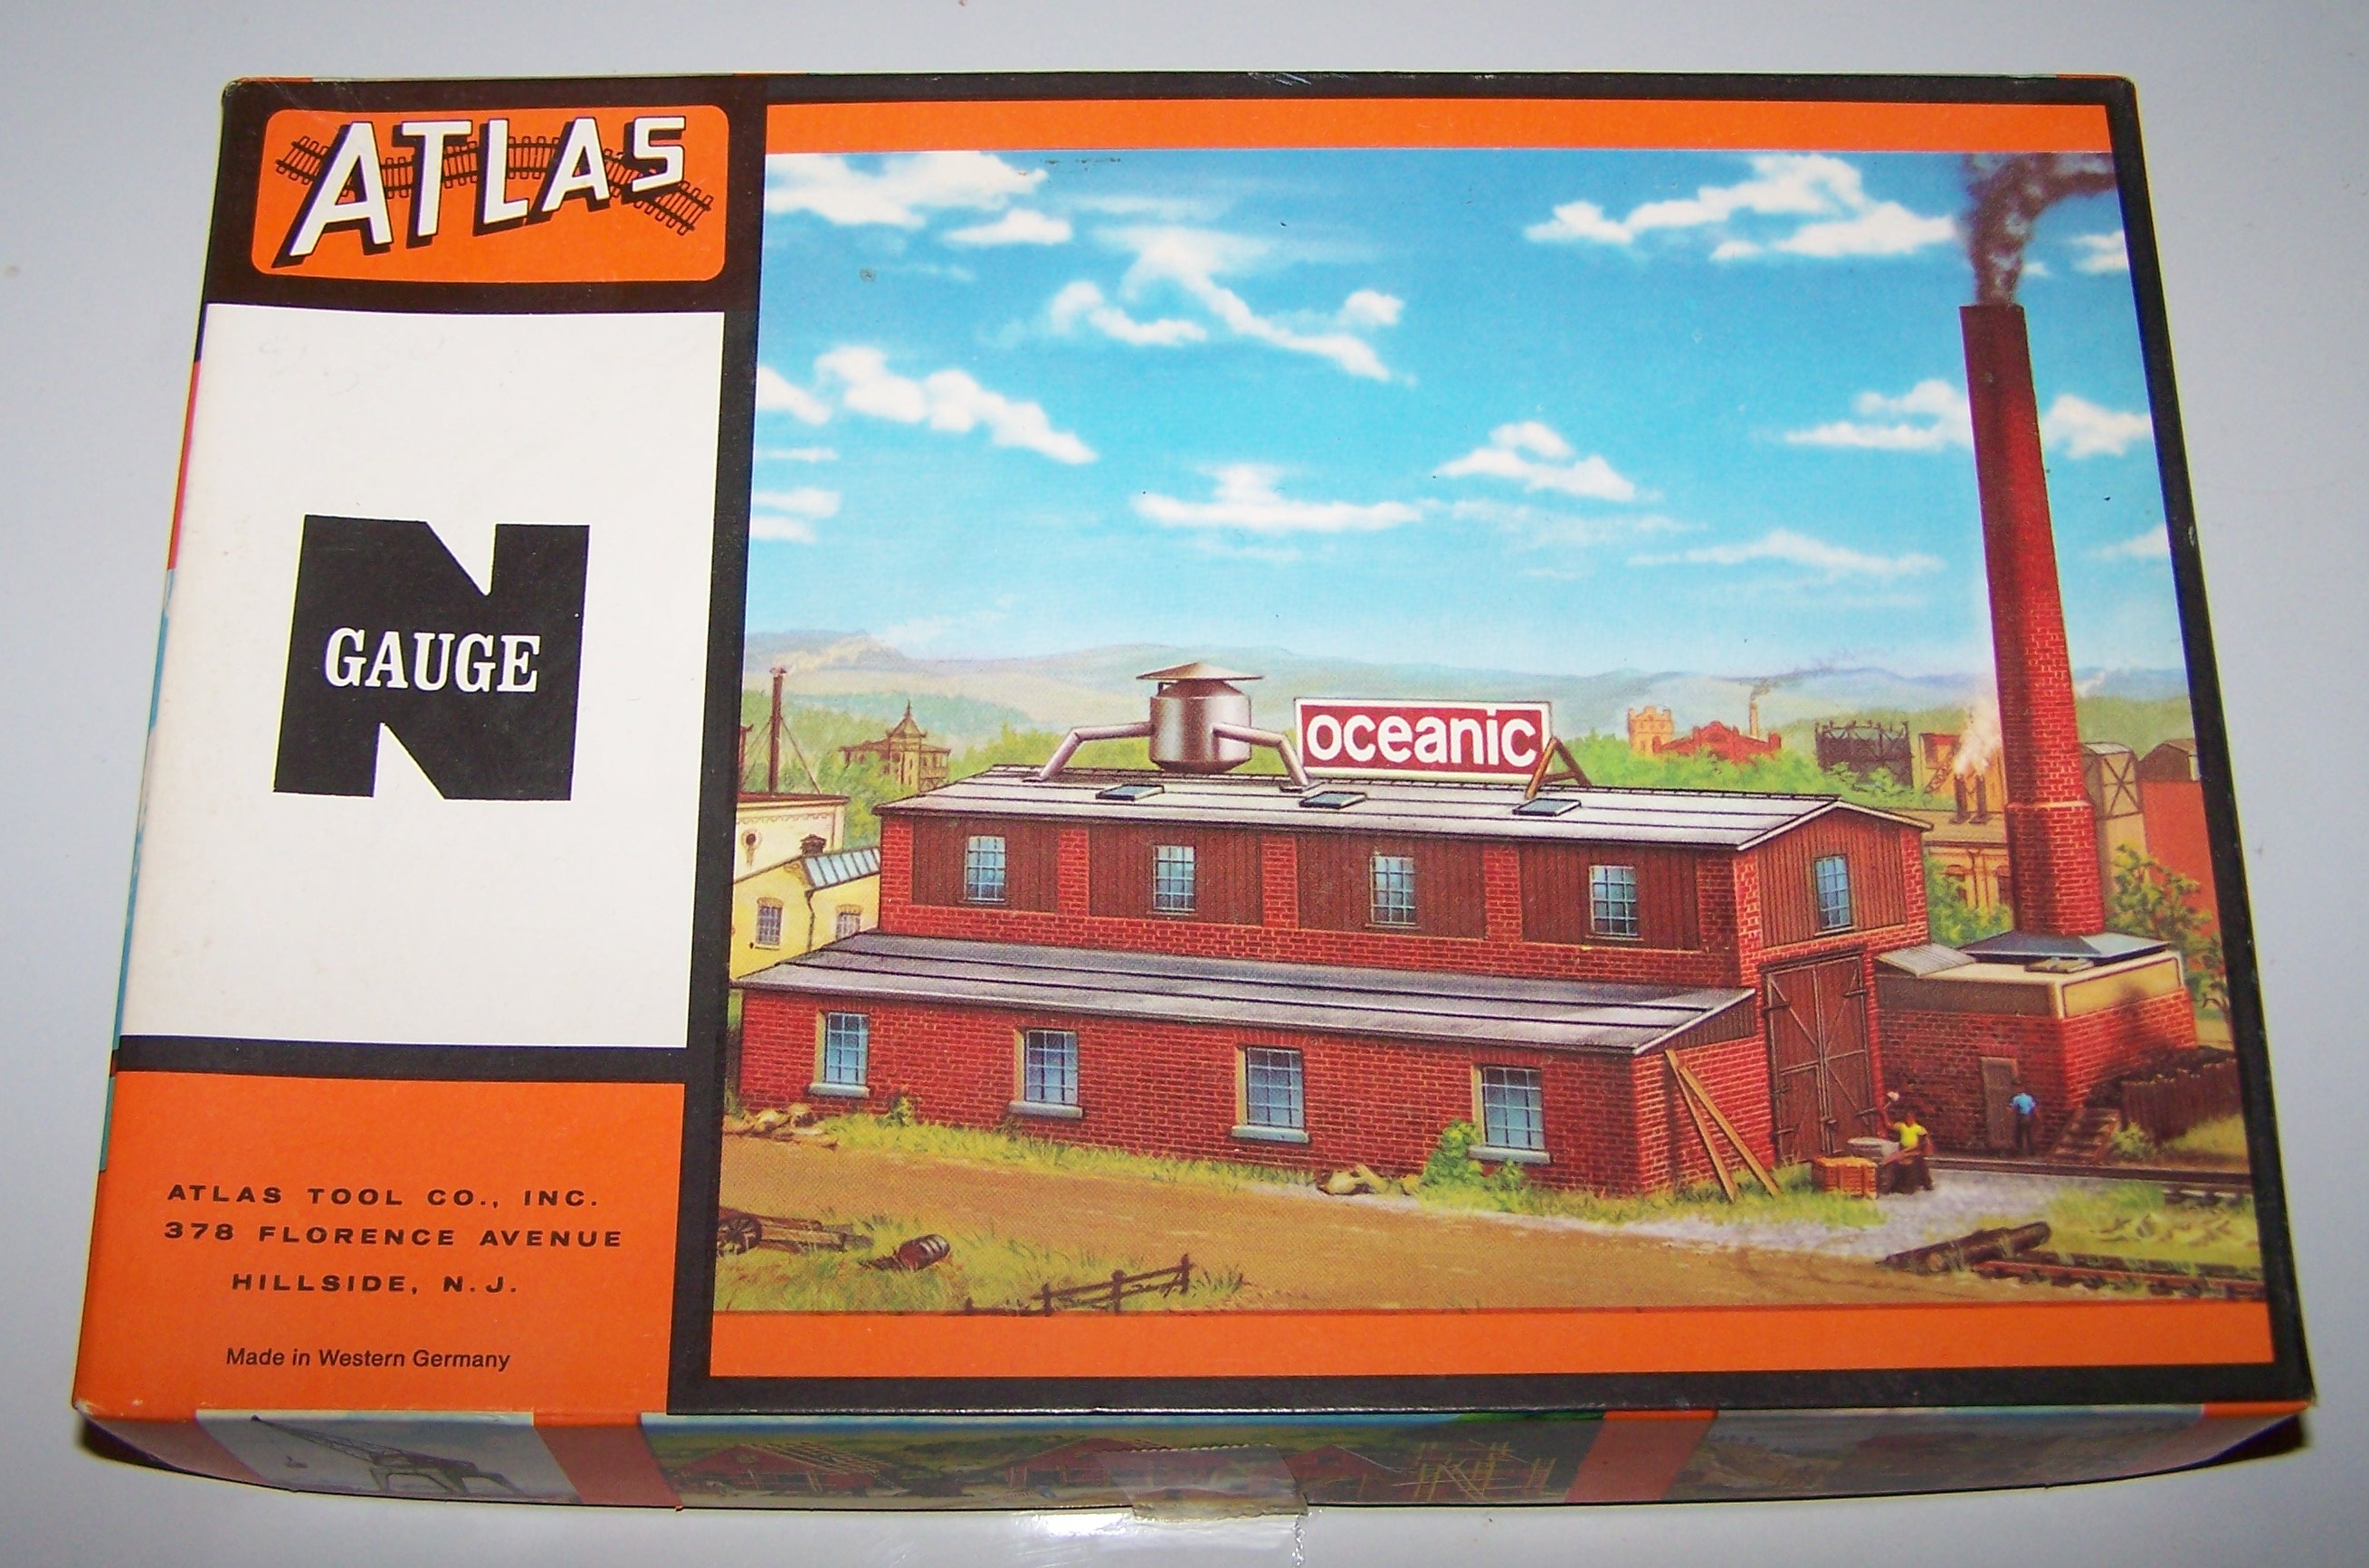 ATLAS
N
GAUGE
oceanic
ATLAS TOOL CO., INC.
378 FLORENCE AVENUE
HILLSIDE, N.J.
Made in Western Germany